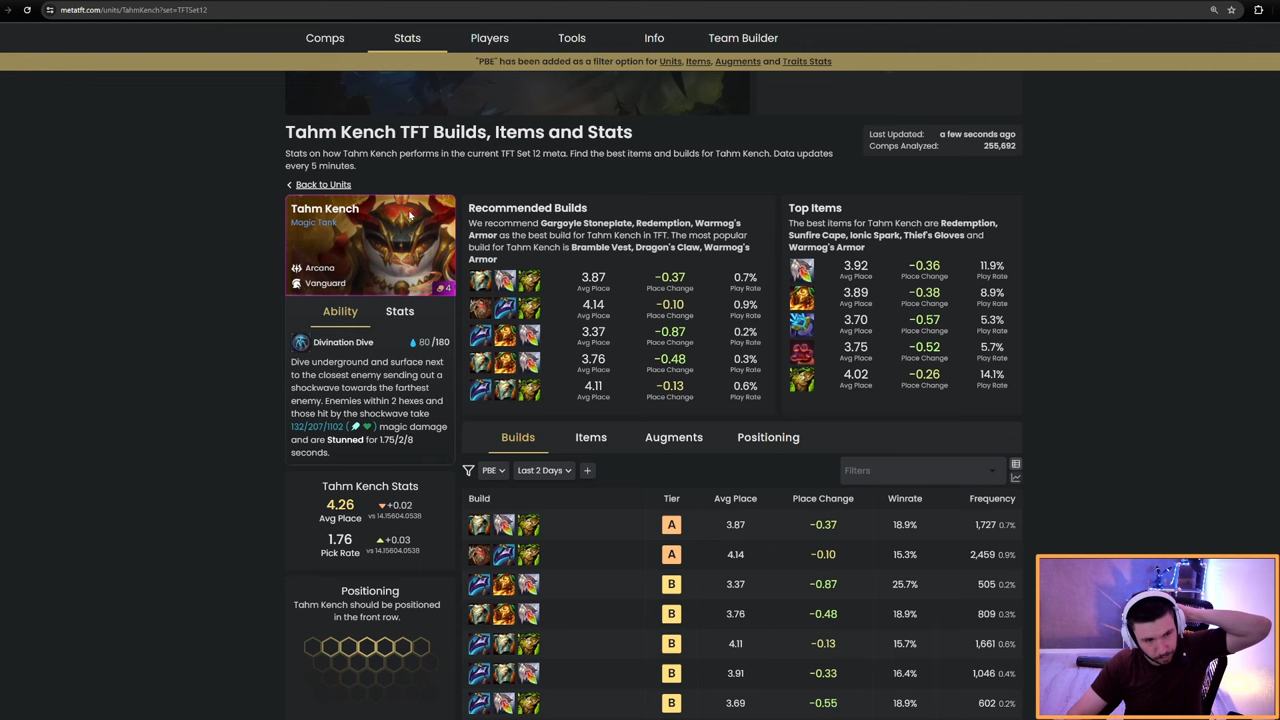 metatft.com/units/TahmKench?set=TFTSet12
Comps Stats Players Tools Info Team Builder
"PBE" has been added as a filter option for Units, Items, Augments and Traits Stats
Tahm Kench TFT Builds, Items and Stats
Stats on how Tahm Kench performs in the current TFT Set 12 meta. Find the best items and builds for Tahm Kench. Data updates
every 5 minutes.
Last Updated: a few seconds ago
Comps Analyzed: 255,692
Back to Units
Tahm Kench
Magic Tank
Arcana
Vanguard
4
Ability Stats
Divination Dive 80 /180
Dive underground and surface next
to the closest enemy sending out a
shockwave towards the farthest
enemy. Enemies within 2 hexes and
those hit by the shockwave take
132/207/1102 ( ) magic damage
and are Stunned for 1.75/2/8
seconds.
Tahm Kench Stats
4.26 +0.02
Avg Place vs 14.15604.0538
1.76 +0.03
Pick Rate vs 14.15604.0538
Positioning
Tahm Kench should be positioned
in the front row.
Recommended Builds
We recommend Gargoyle Stoneplate, Redemption, Warmog's
Armor as the best build for Tahm Kench in TFT. The most popular
build for Tahm Kench is Bramble Vest, Dragon's Claw, Warmog's
Armor
3.87 -0.37 0.7%
Avg Place Place Change Play Rate
4.14 -0.10 0.9%
Avg Place Place Change Play Rate
3.37 -0.87 0.2%
Avg Place Place Change Play Rate
3.76 -0.48 0.3%
Avg Place Place Change Play Rate
4.11 -0.13 0.6%
Avg Place Place Change Play Rate
Top Items
The best items for Tahm Kench are Redemption,
Sunfire Cape, Ionic Spark, Thief's Gloves and
Warmog's Armor
3.92 -0.36 11.9%
Avg Place Place Change Play Rate
3.89 -0.38 8.9%
Avg Place Place Change Play Rate
3.70 -0.57 5.3%
Avg Place Place Change Play Rate
3.75 -0.52 5.7%
Avg Place Place Change Play Rate
4.02 -0.26 14.1%
Avg Place Place Change Play Rate
Builds Items Augments Positioning
PBE Last 2 Days + Filters
Build Tier Avg Place Place Change Winrate Frequency
A 3.87 -0.37 18.9% 1,727 0.7%
A 4.14 -0.10 15.3% 2,459 0.9%
B 3.37 -0.87 25.7% 505 0.2%
B 3.76 -0.48 18.9% 809 0.3%
B 4.11 -0.13 15.7% 1,661 0.6%
B 3.91 -0.33 16.4% 1,046 0.4%
B 3.69 -0.55 18.9% 602 0.2%